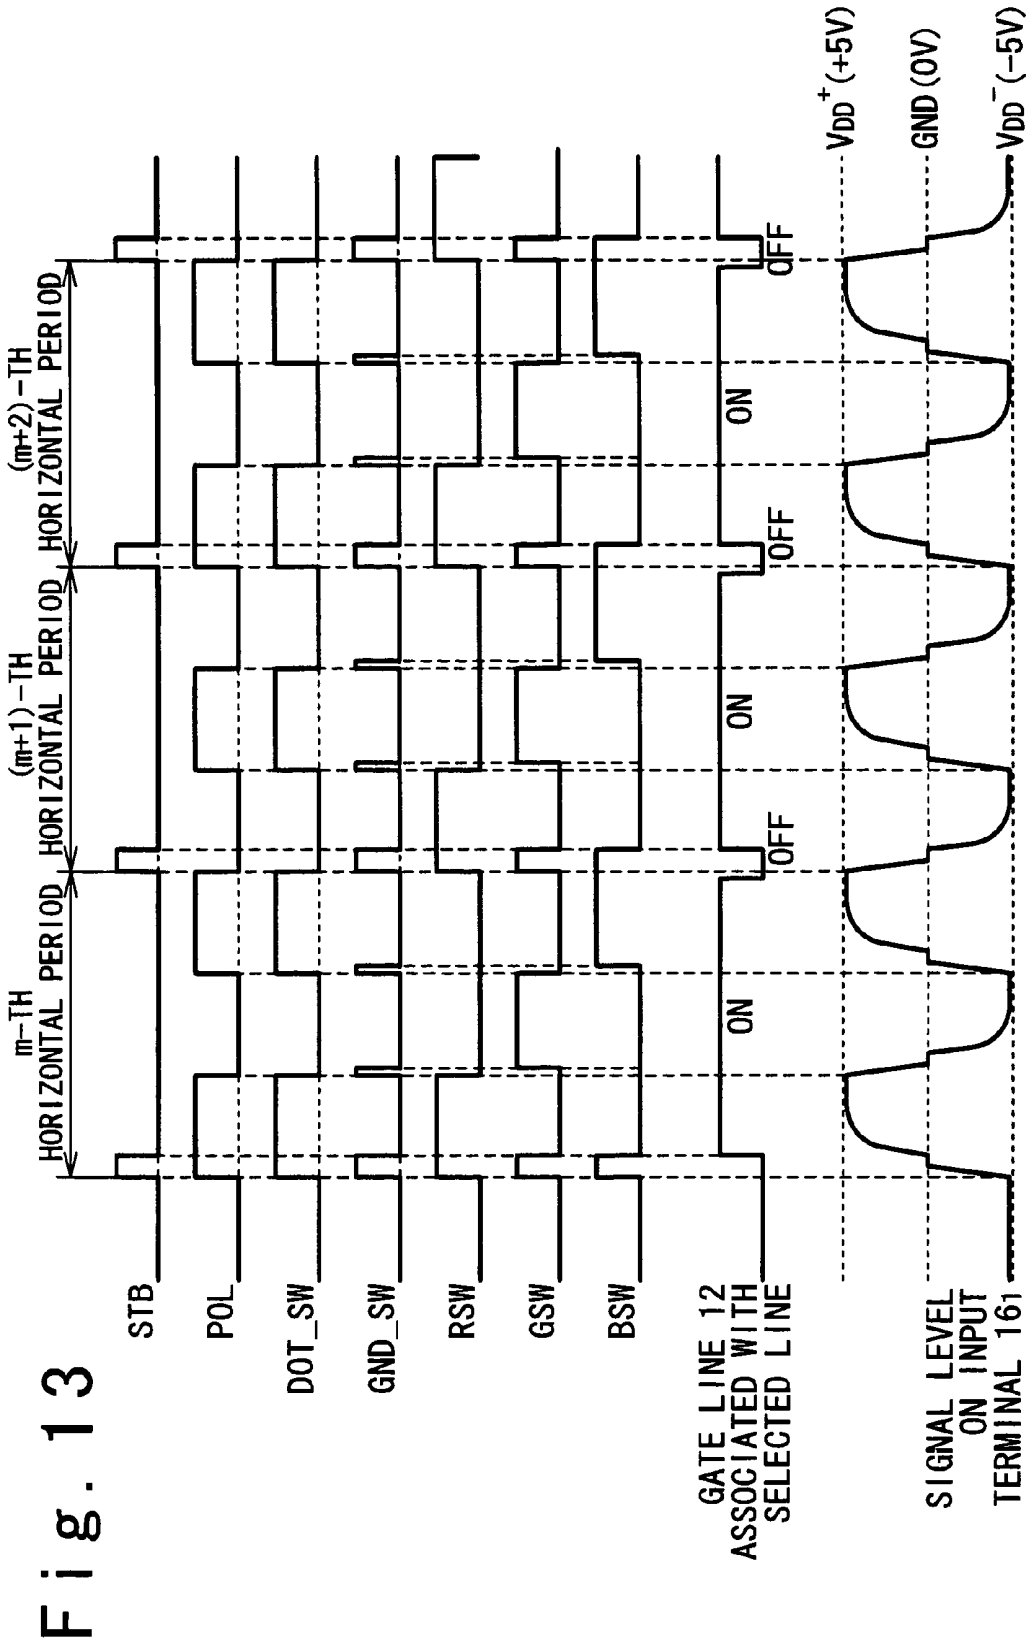 Fig. 13
m-TH
HORIZONTAL PERIOD
(m+1)-TH
HORIZONTAL PERIOD
(m+2)-TH
HORIZONTAL PERIOD
STB
POL
DOT_SW
GND_SW
RSW
GSW
BSW
GATE LINE 12
ASSOCIATED WITH
SELECTED LINE
ON
OFF
ON
OFF
ON
OFF
SIGNAL LEVEL
ON INPUT
TERMINAL 16₁
VDD⁺(+5V)
GND(0V)
VDD⁻(-5V)